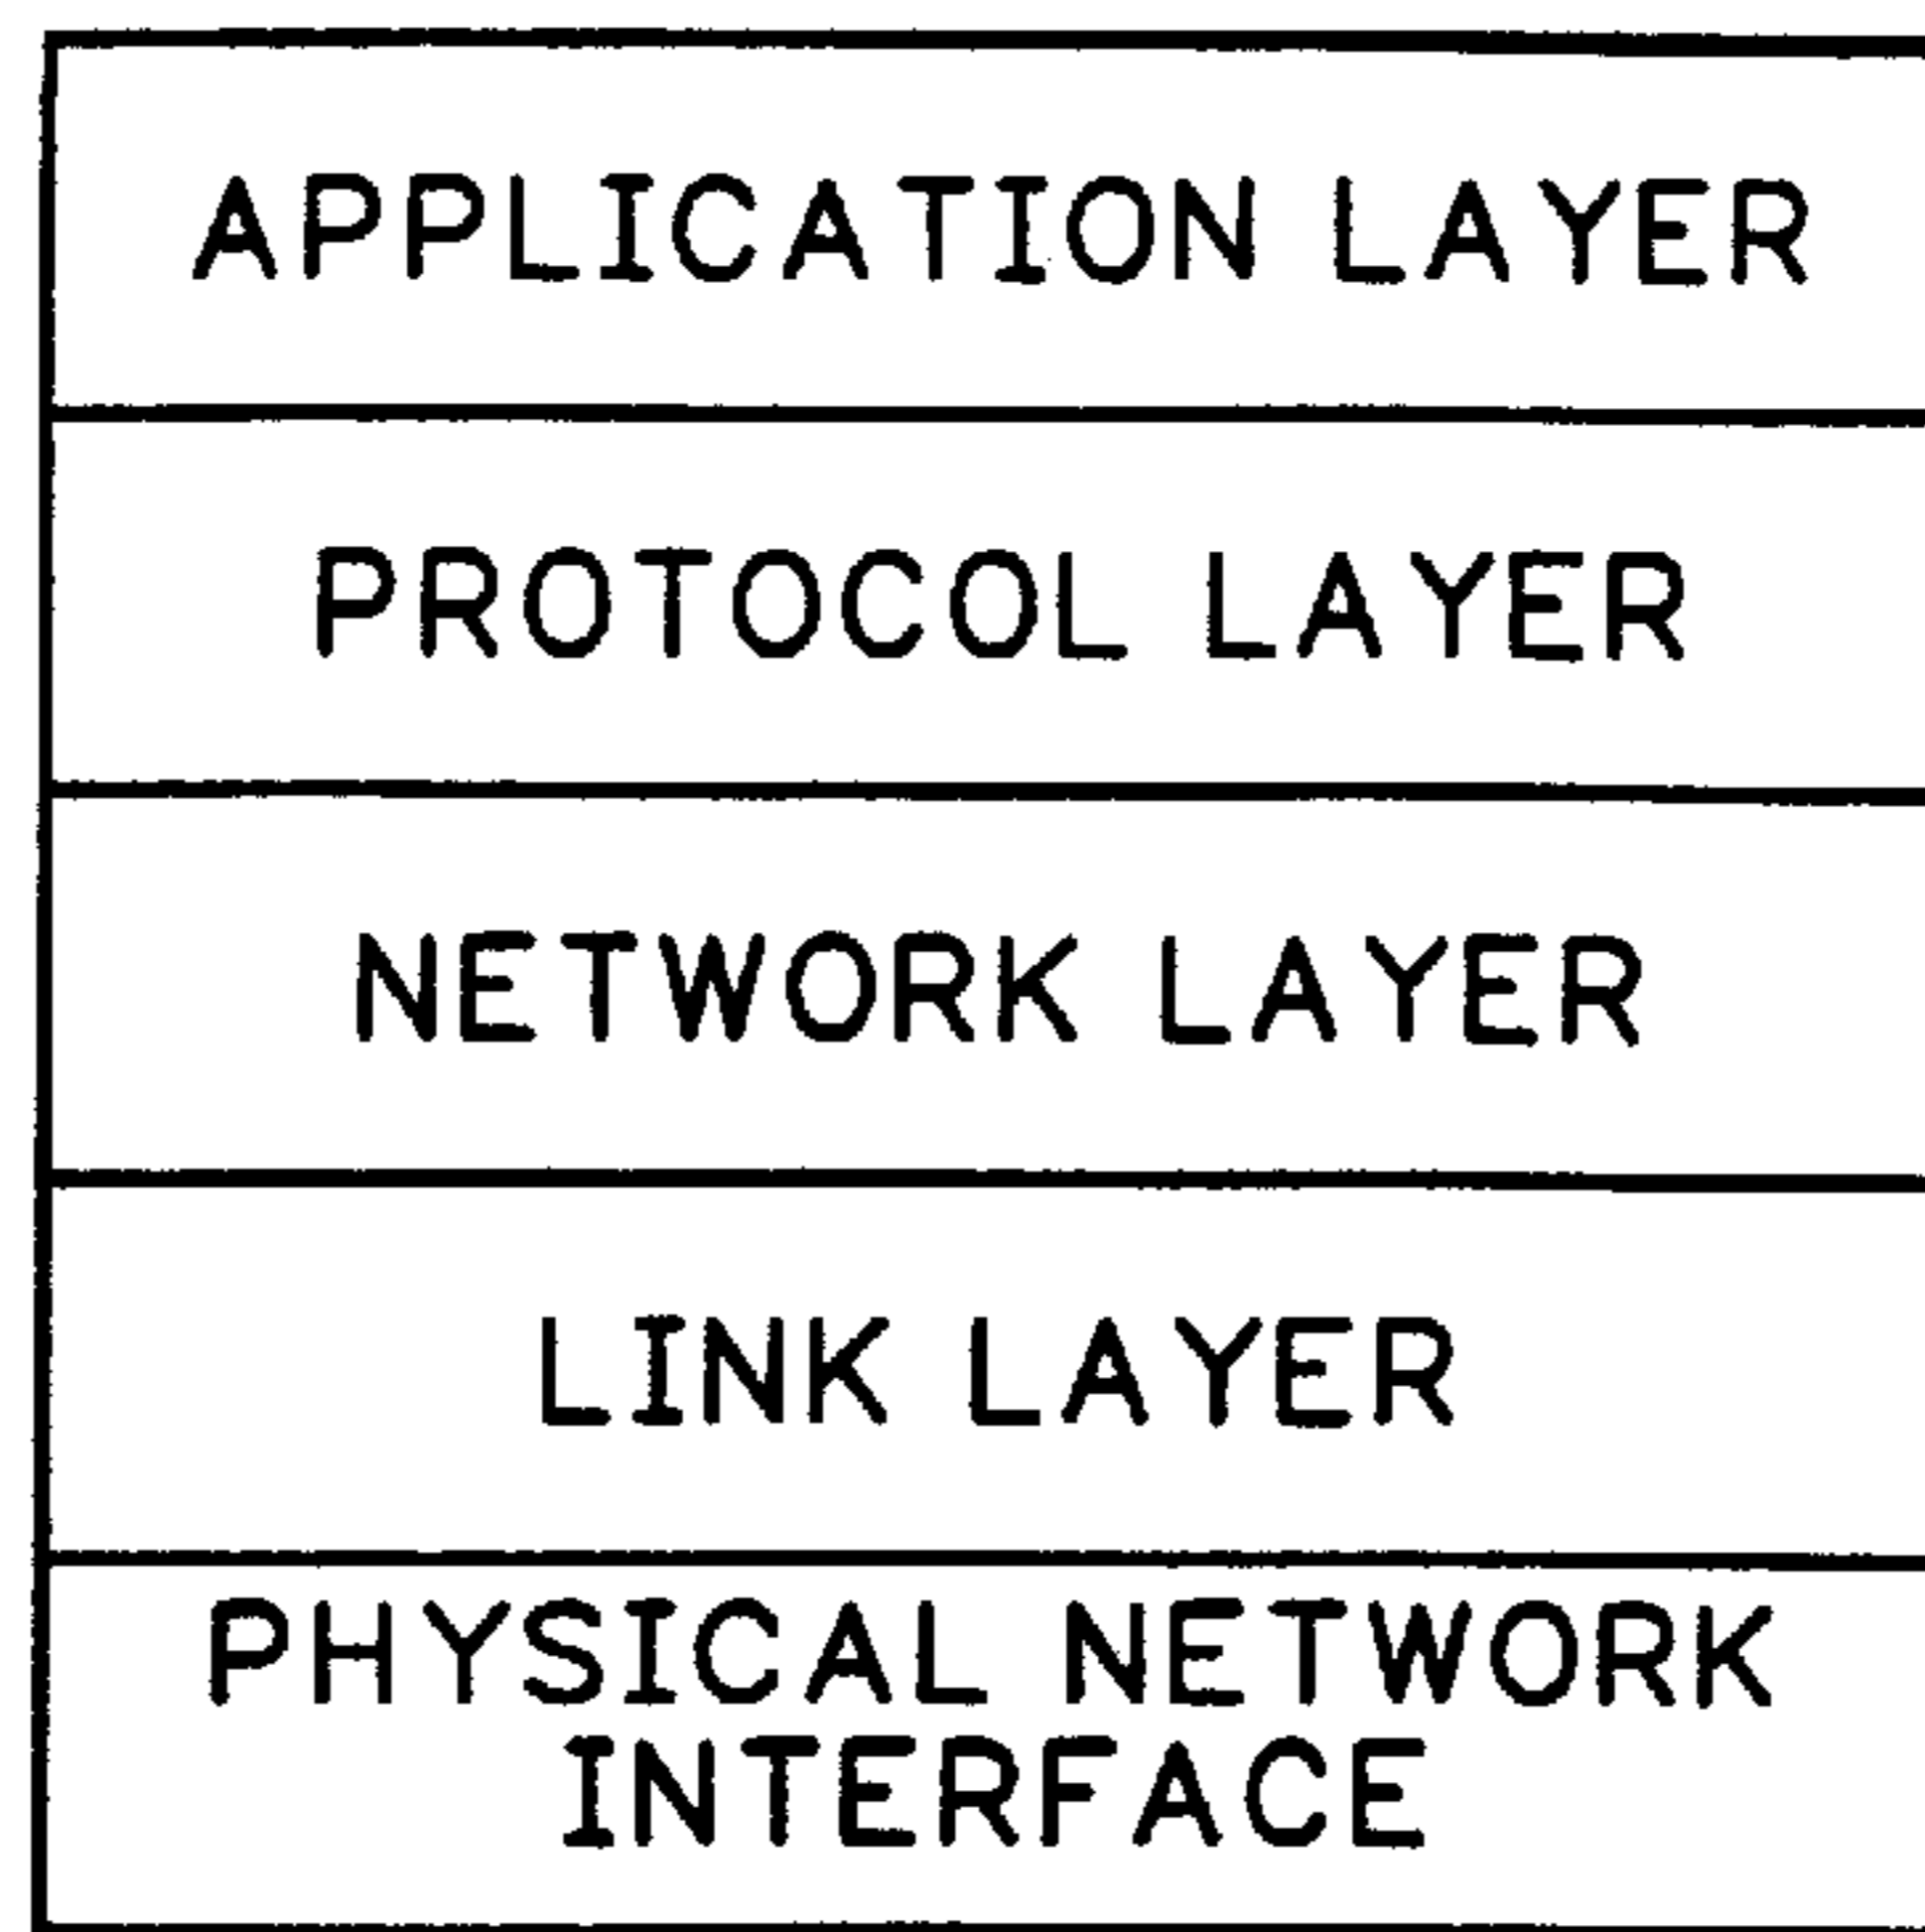 APPLICATION LAYER
PROTOCOL LAYER
NETWORK LAYER
LINK LAYER
PHYSICAL NETWORK
INTERFACE